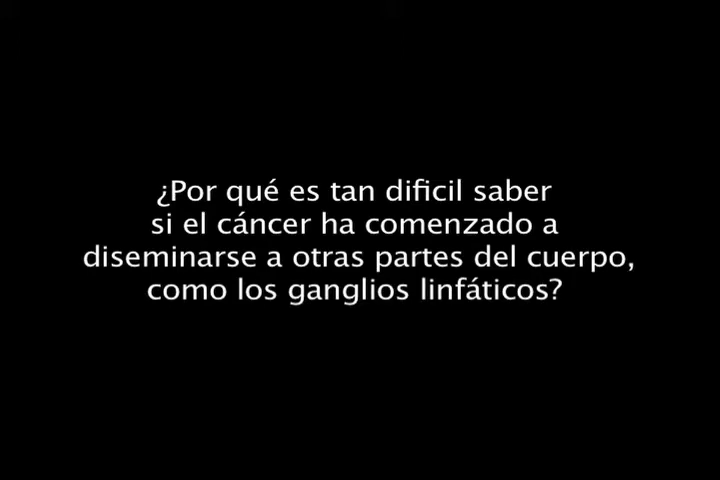 ¿Por qué es tan dificil saber
si el cáncer ha comenzado a
diseminarse a otras partes del cuerpo,
como los ganglios linfáticos?